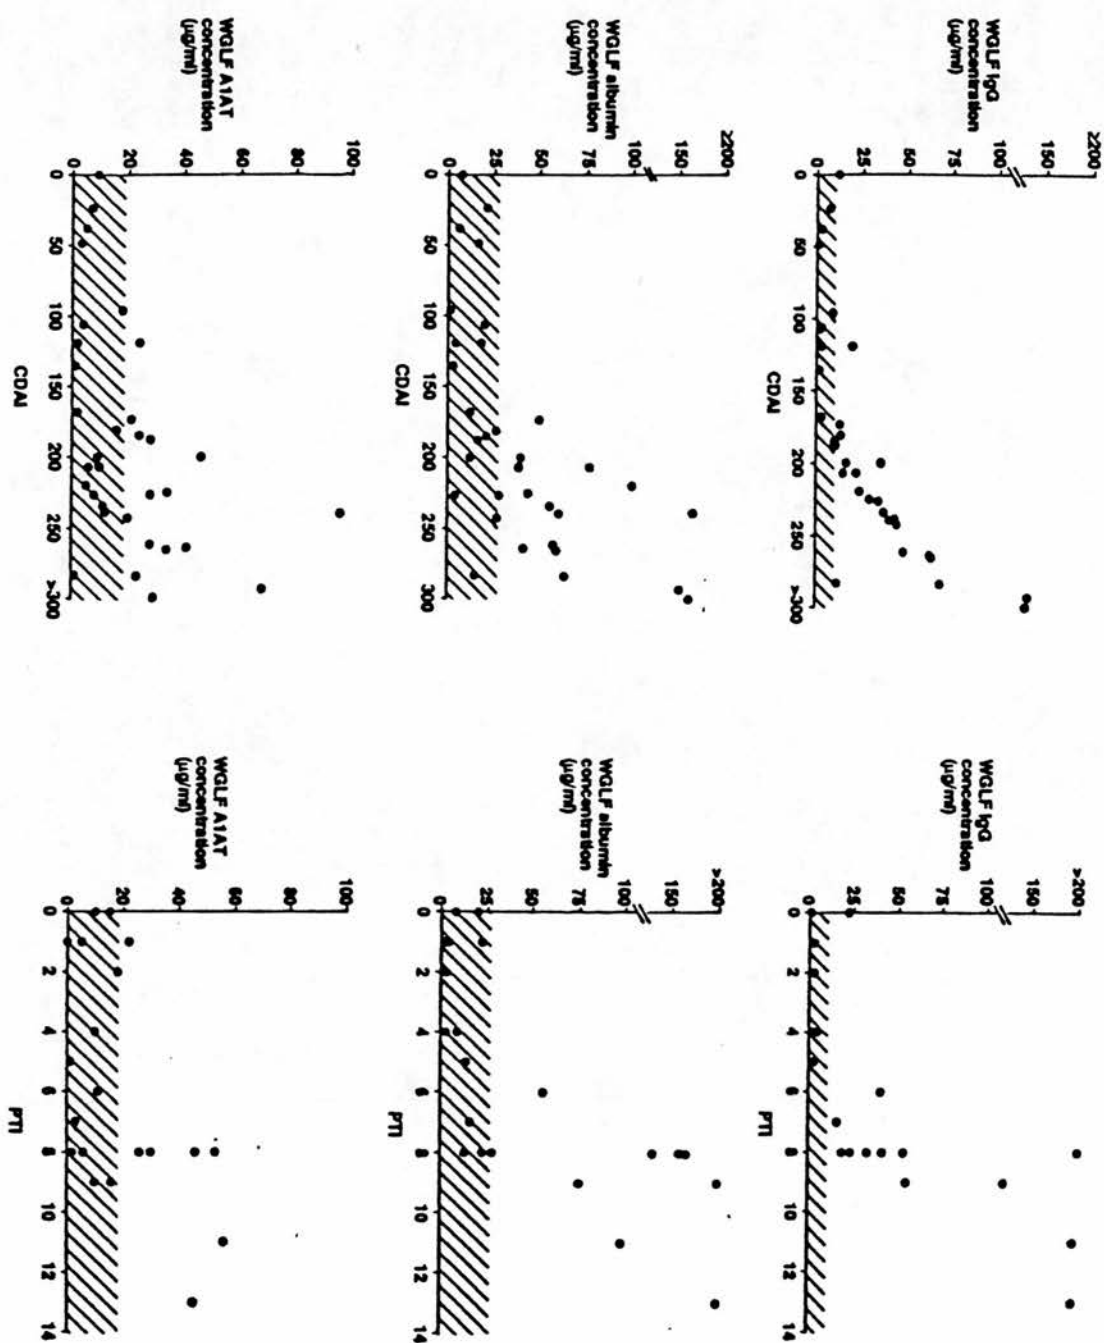 WGLF IgG
concentration
(µg/ml)
≥200
150
100
75
50
25
0
0 50 100 150 200 250 >300
CDAI
WGLF IgG
concentration
(µg/ml)
>200
150
100
50
25
0
0 2 4 6 8 10 12 14
PTI
WGLF albumin
concentration
(µg/ml)
≥200
150
100
75
50
25
0
0 50 100 150 200 250 300
CDAI
WGLF albumin
concentration
(µg/ml)
>200
150
100
75
50
25
0
0 2 4 6 8 10 12 14
PTI
WGLF A1AT
concentration
(µg/ml)
100
80
60
40
20
0
0 50 100 150 200 250 >300
CDAI
WGLF A1AT
concentration
(µg/ml)
100
80
60
40
20
0
0 2 4 6 8 10 12 14
PTI